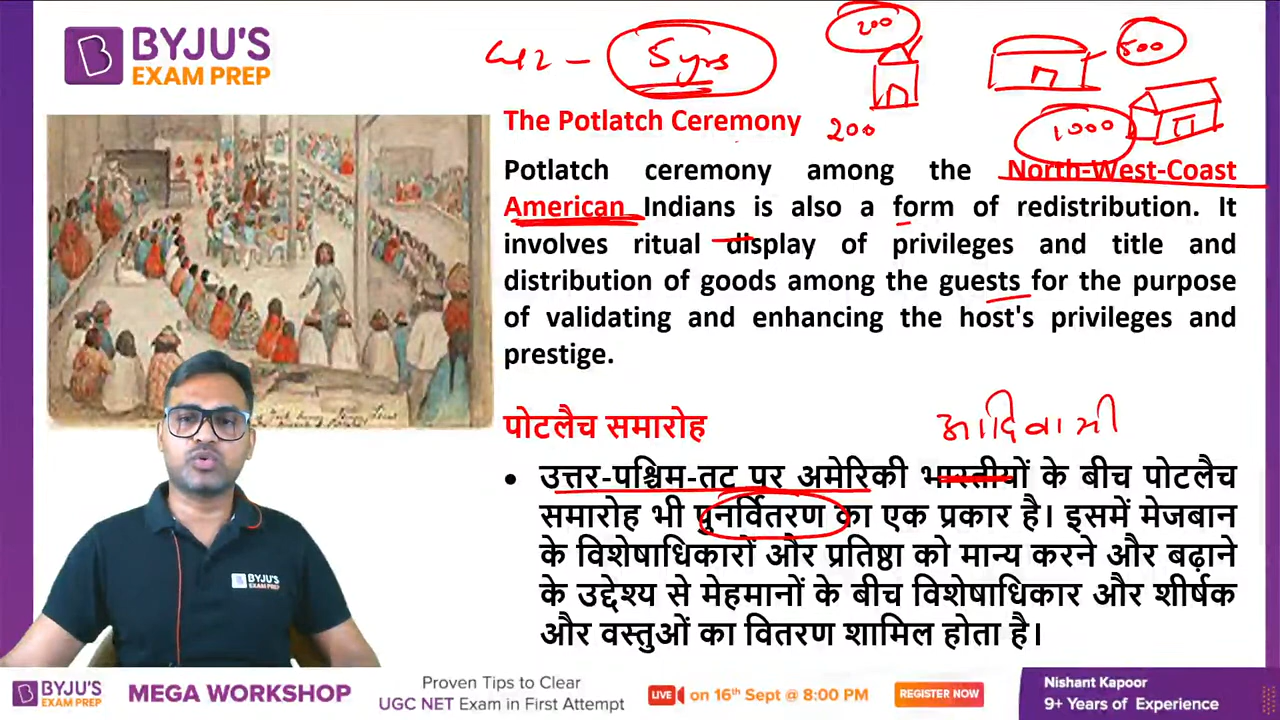 BYJU'S
EXAM PREP
5 yrs
200
500
1000
200
The Potlatch Ceremony
Potlatch ceremony among the North-West-Coast
American Indians is also a form of redistribution. It
involves ritual display of privileges and title and
distribution of goods among the guests for the purpose
of validating and enhancing the host's privileges and
prestige.
पोटलैच समारोह
आदिवासी
• उत्तर-पश्चिम-तट पर अमेरिकी भारतीयों के बीच पोटलैच
समारोह भी पुनर्वितरण का एक प्रकार है। इसमें मेजबान
के विशेषाधिकारों और प्रतिष्ठा को मान्य करने और बढ़ाने
के उद्देश्य से मेहमानों के बीच विशेषाधिकार और शीर्षक
और वस्तुओं का वितरण शामिल होता है।
BYJU'S
EXAM PREP
BYJU'S
EXAM PREP
MEGA WORKSHOP
Proven Tips to Clear
UGC NET Exam in First Attempt
LIVE on 16th Sept @ 8:00 PM
REGISTER NOW
Nishant Kapoor
9+ Years of Experience